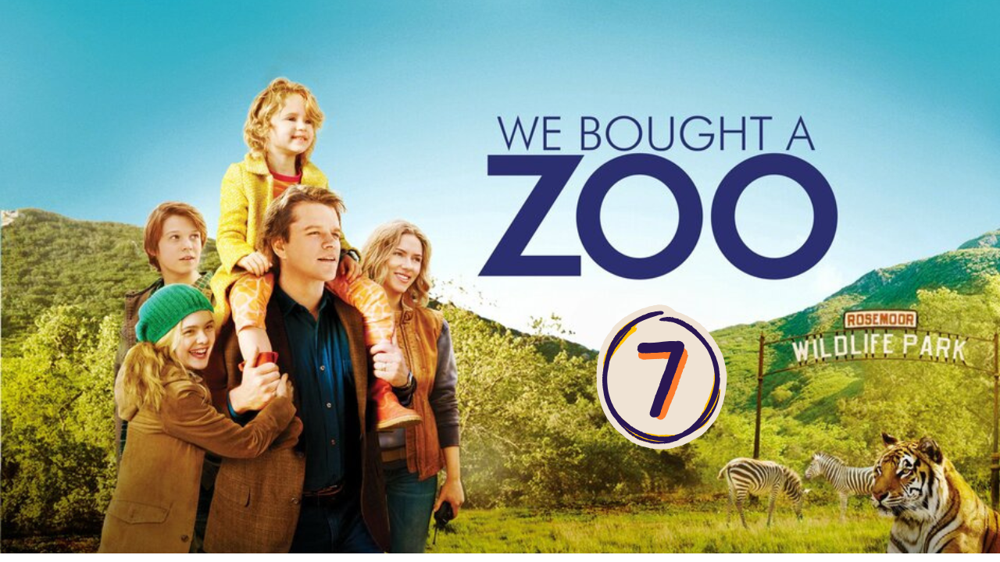 WE BOUGHT A
ZOO
7
ROSEMOOR
WILDLIFE PARK